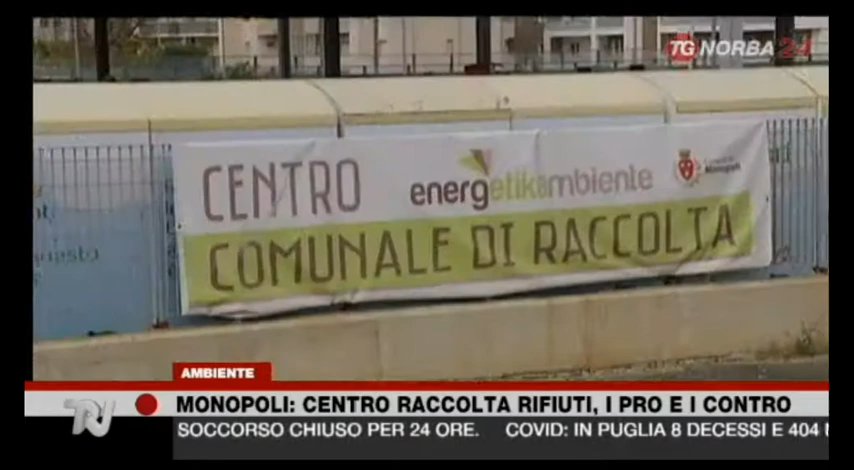 TG NORBA 24
CENTRO
energetikambiente
Monopoli
COMUNALE DI RACCOLTA
AMBIENTE
MONOPOLI: CENTRO RACCOLTA RIFIUTI, I PRO E I CONTRO
SOCCORSO CHIUSO PER 24 ORE. COVID: IN PUGLIA 8 DECESSI E 404 N